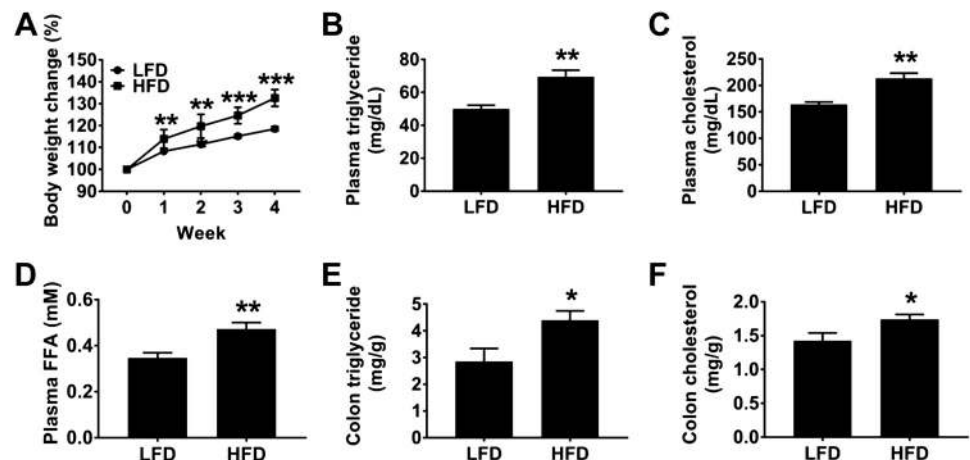 A
Body weight change (%)
150
140
130
120
110
100
90
LFD
HFD
**
**
***
***
0 1 2 3 4
Week
B
Plasma triglyceride
(mg/dL)
80
60
40
20
0
**
LFD HFD
C
Plasma cholesterol
(mg/dL)
250
200
150
100
50
0
**
LFD HFD
D
Plasma FFA (mM)
0.6
0.4
0.2
0.0
**
LFD HFD
E
Colon triglyceride
(mg/g)
5
4
3
2
1
0
*
LFD HFD
F
Colon cholesterol
(mg/g)
2.0
1.5
1.0
0.5
0.0
*
LFD HFD